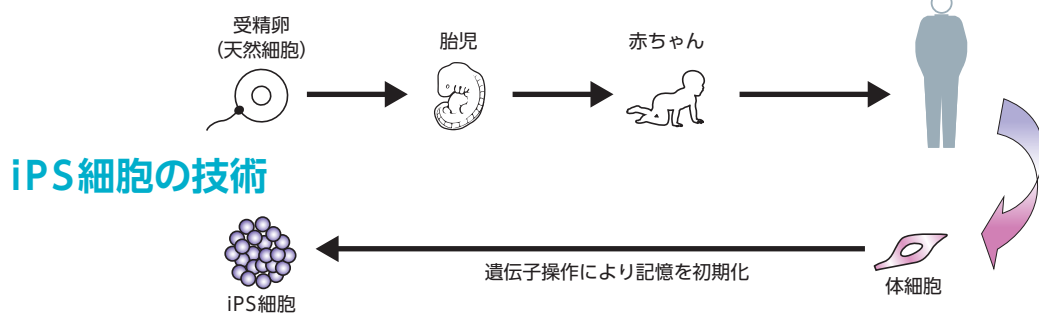 受精卵
(天然細胞)
胎児
赤ちゃん
iPS細胞の技術
遺伝子操作により記憶を初期化
体細胞
iPS細胞